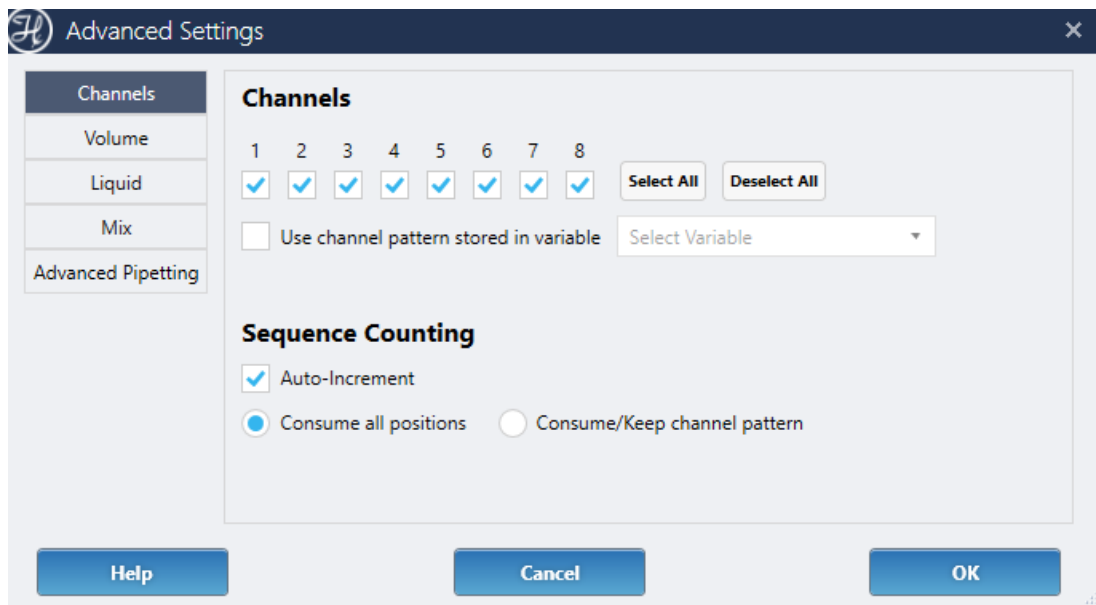 H Advanced Settings
Channels
Volume
Liquid
Mix
Advanced Pipetting
Channels
1 2 3 4 5 6 7 8
Select All Deselect All
Use channel pattern stored in variable Select Variable
Sequence Counting
Auto-Increment
Consume all positions Consume/Keep channel pattern
Help Cancel OK